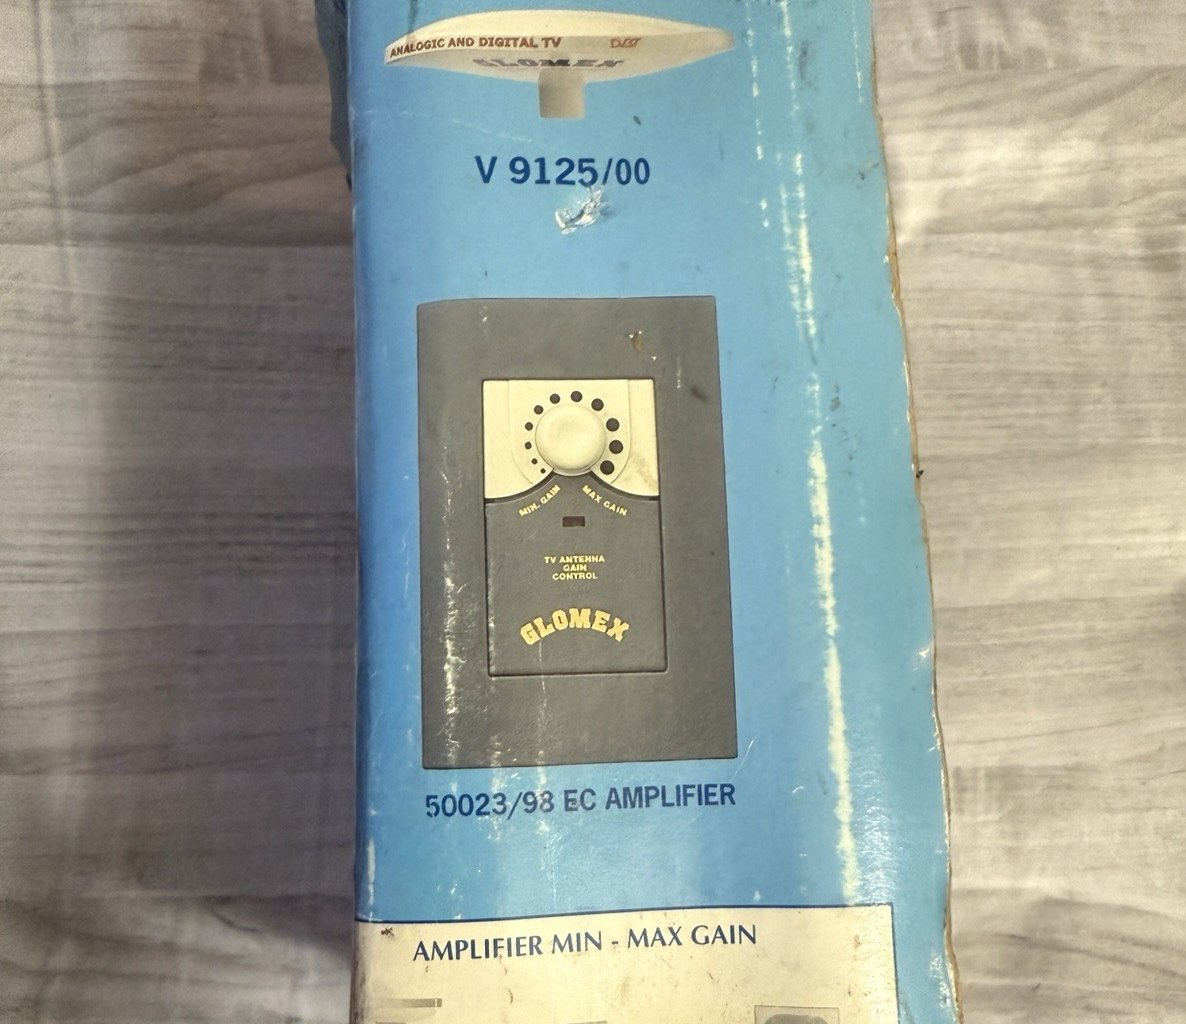 ANALOGIC AND DIGITAL TV DVBT
GLOMEX
V 9125/00
MIN. GAIN MAX GAIN
TV ANTENNA
GAIN
CONTROL
GLOMEX
50023/98 EC AMPLIFIER
AMPLIFIER MIN - MAX GAIN